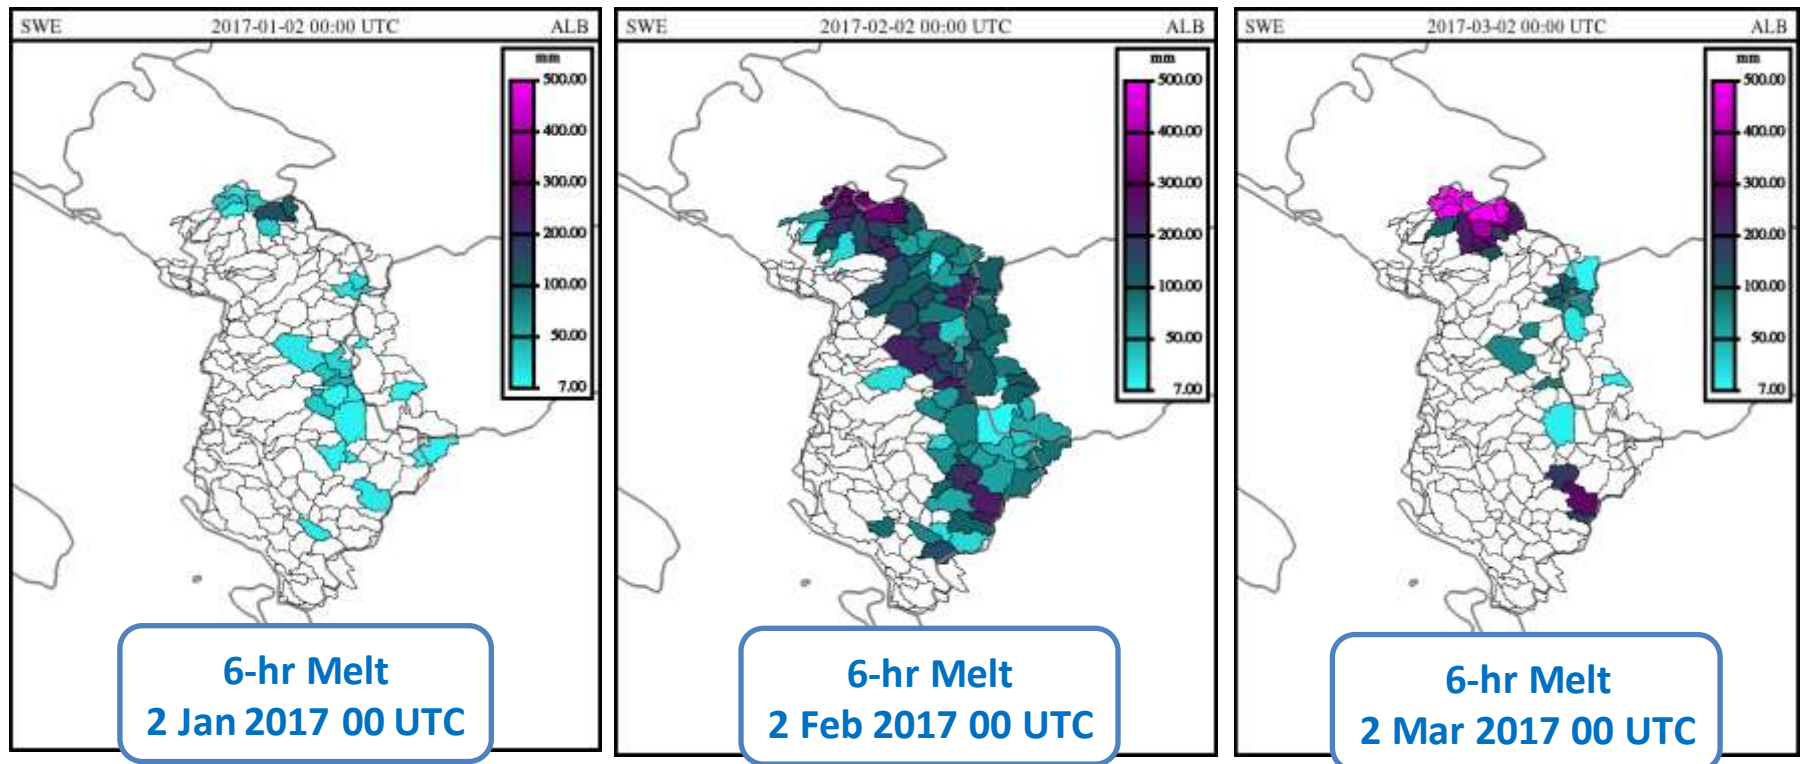 SWE 2017-01-02 00:00 UTC ALB
mm
500.00
400.00
300.00
200.00
100.00
50.00
7.00
6-hr Melt
2 Jan 2017 00 UTC
SWE 2017-02-02 00:00 UTC ALB
mm
500.00
400.00
300.00
200.00
100.00
50.00
7.00
6-hr Melt
2 Feb 2017 00 UTC
SWE 2017-03-02 00:00 UTC ALB
mm
500.00
400.00
300.00
200.00
100.00
50.00
7.00
6-hr Melt
2 Mar 2017 00 UTC